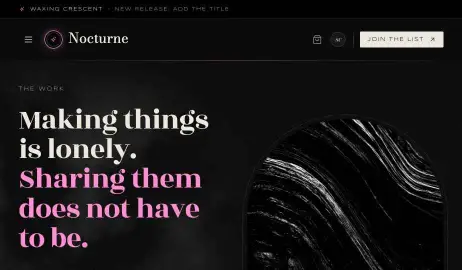 WAXING CRESCENT · NEW RELEASE, ADD THE TITLE
Nocturne
JOIN THE LIST
THE WORK
Making things
is lonely.
Sharing them
does not have
to be.